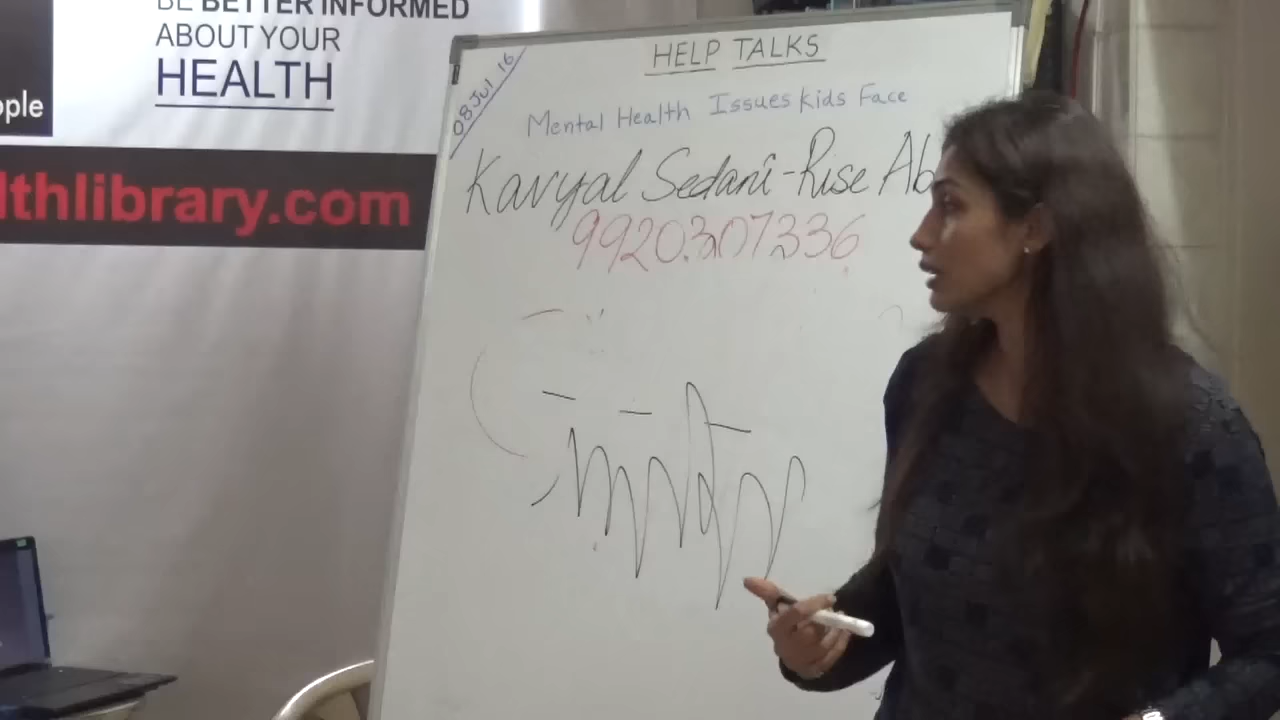 BE BETTER INFORMED
ABOUT YOUR
HEALTH
ople
lthlibrary.com
08 Jul 16
HELP TALKS
Mental Health Issues Kids Face
Kavyal Sedani - Rise Ab
9920307336